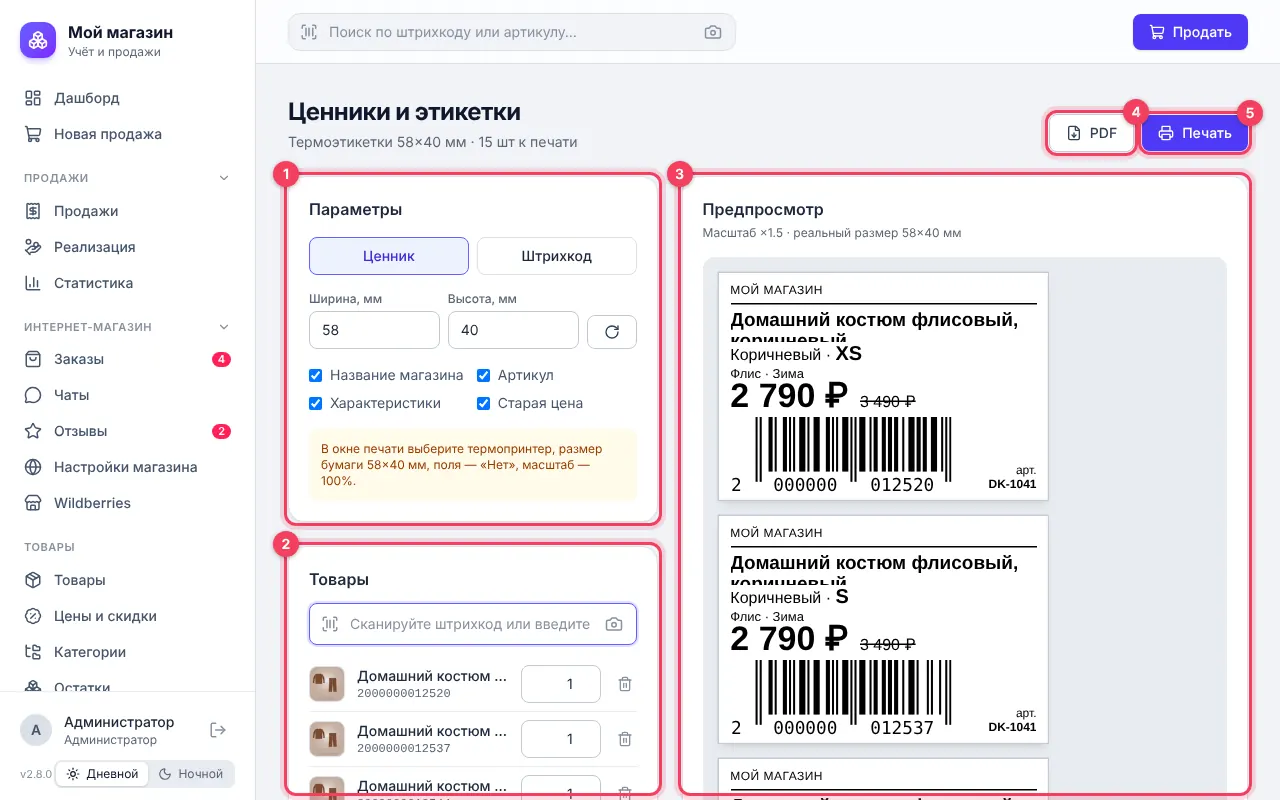 Мой магазин
Учёт и продажи
Дашборд
Новая продажа
ПРОДАЖИ
Продажи
Реализация
Статистика
ИНТЕРНЕТ-МАГАЗИН
Заказы 4
Чаты
Отзывы 2
Настройки магазина
Wildberries
ТОВАРЫ
Товары
Цены и скидки
Категории
Остатки
А Администратор
Администратор
v2.8.0 Дневной Ночной
Поиск по штрихкоду или артикулу...
Продать
Ценники и этикетки
Термоэтикетки 58×40 мм · 15 шт к печати
4
PDF
5
Печать
1
Параметры
Ценник Штрихкод
Ширина, мм Высота, мм
58 40
Название магазина Артикул
Характеристики Старая цена
В окне печати выберите термопринтер, размер
бумаги 58×40 мм, поля — «Нет», масштаб —
100%.
2
Товары
Сканируйте штрихкод или введите
Домашний костюм ... 1
2000000012520
Домашний костюм ... 1
2000000012537
Домашний костюм ... 1
3
Предпросмотр
Масштаб ×1.5 · реальный размер 58×40 мм
МОЙ МАГАЗИН
Домашний костюм флисовый,
коричневый
Коричневый · XS
Флис · Зима
2 790 ₽ 3 490 ₽
2 000000 012520
арт.
DK-1041
МОЙ МАГАЗИН
Домашний костюм флисовый,
коричневый
Коричневый · S
Флис · Зима
2 790 ₽ 3 490 ₽
2 000000 012537
арт.
DK-1041
МОЙ МАГАЗИН